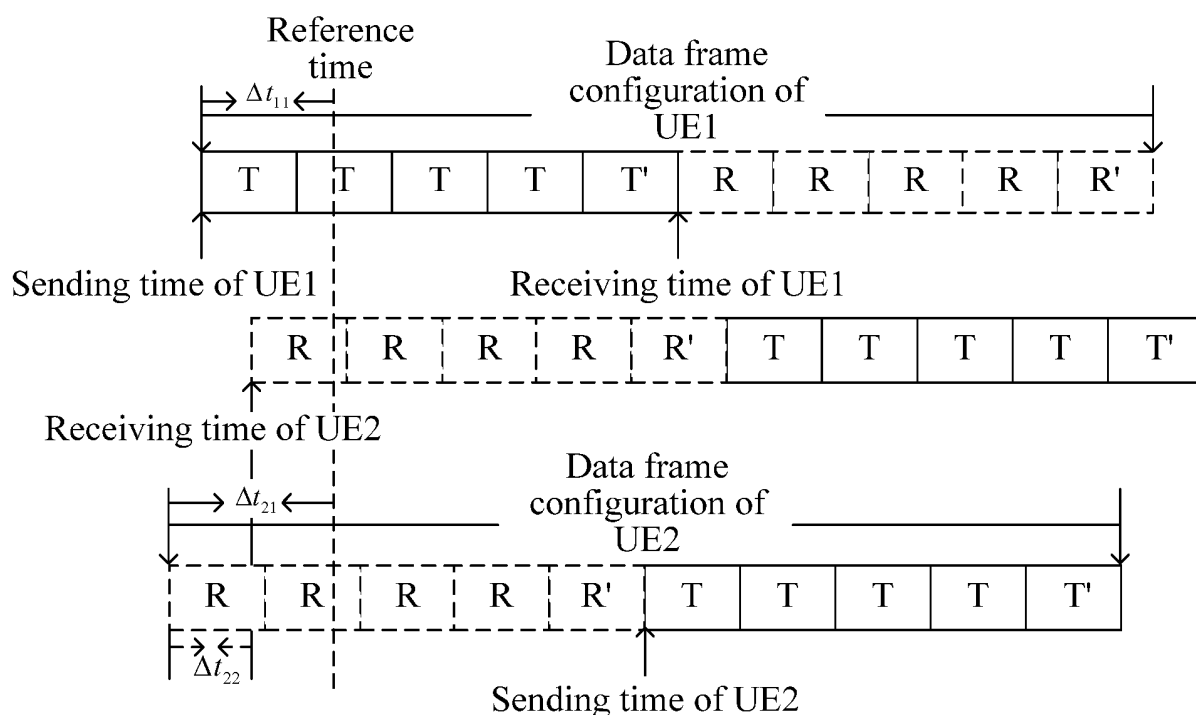 Reference
time
Data frame
configuration of
UE1
Δt₁₁
T T T T T' R R R R R'
Sending time of UE1
Receiving time of UE1
R R R R R' T T T T T'
Receiving time of UE2
Data frame
configuration of
UE2
Δt₂₁
R R R R R' T T T T T'
Δt₂₂
Sending time of UE2